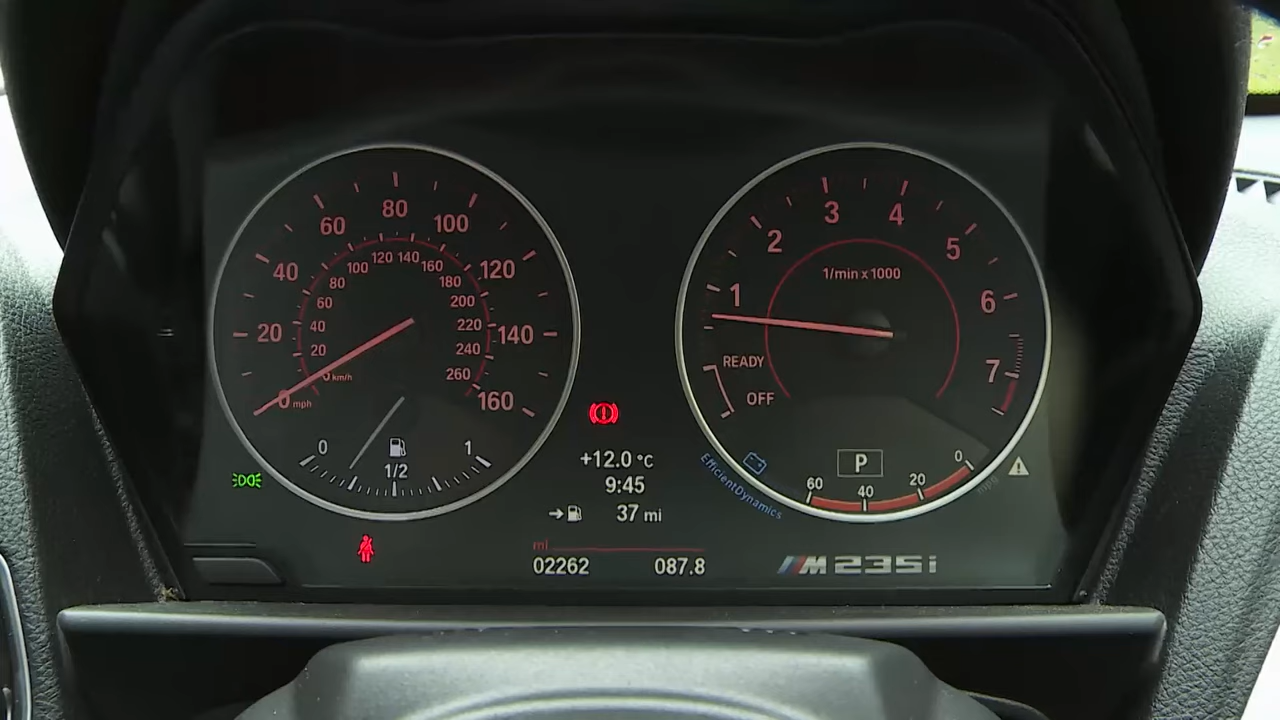 0 20 40 60 80 100 120 140 160
mph
20 40 60 80 100 120 140 160 180 200 220 240 260
km/h
0 1/2 1
+12.0 °C
9:45
37 mi
mi
02262 087.8
1 2 3 4 5 6 7
1/min x 1000
READY
OFF
P
60 40 20 0
mpg
EfficientDynamics
M235i